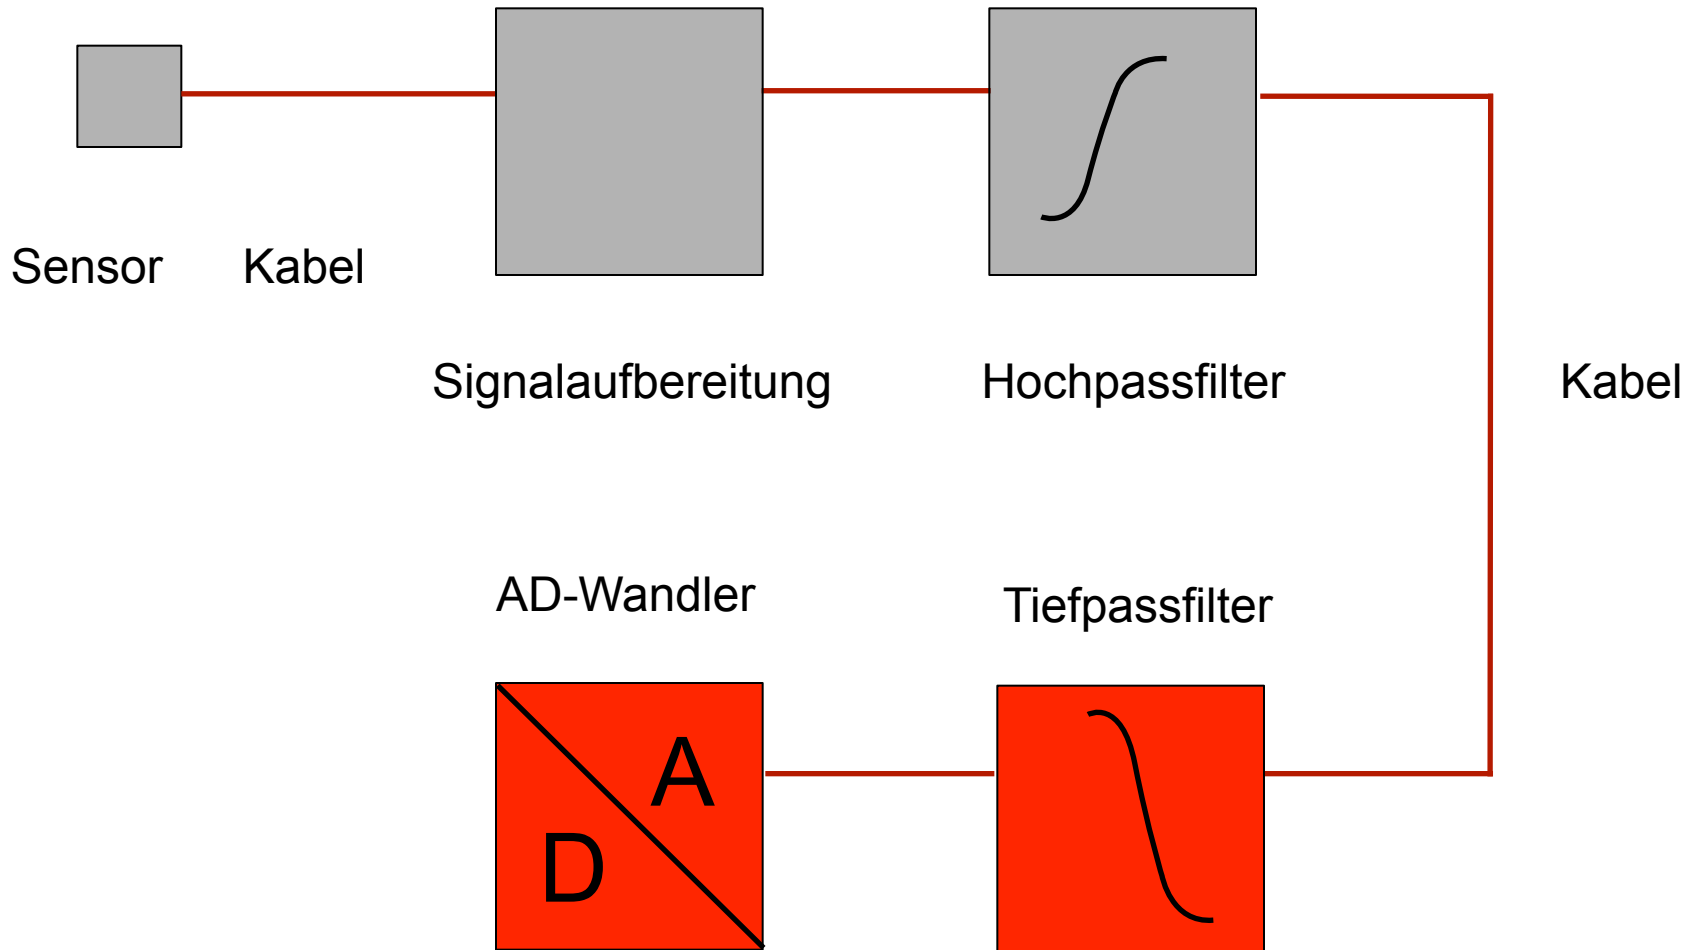 Sensor
Kabel
Signalaufbereitung
Hochpassfilter
Kabel
AD-Wandler
Tiefpassfilter
A
D